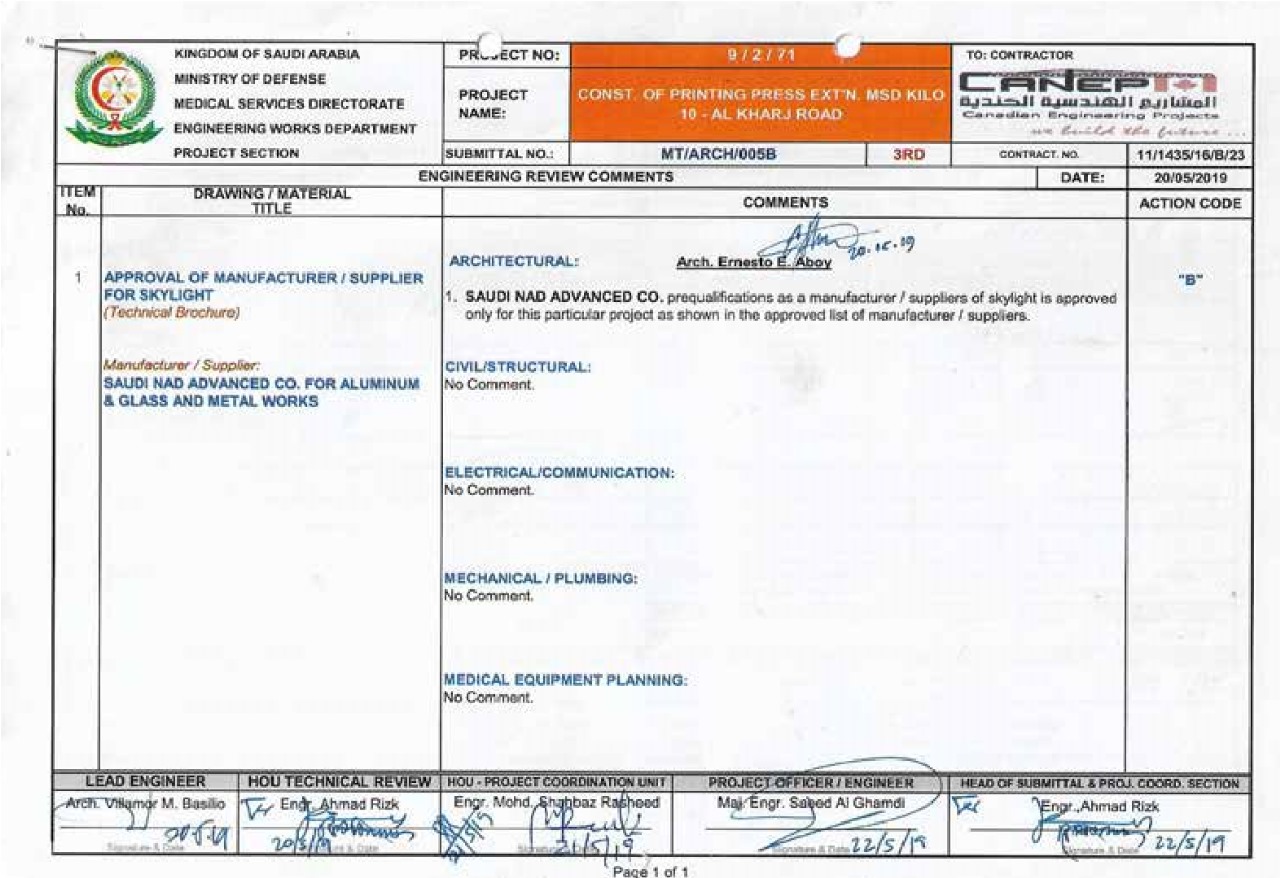 KINGDOM OF SAUDI ARABIA
MINISTRY OF DEFENSE
MEDICAL SERVICES DIRECTORATE
ENGINEERING WORKS DEPARTMENT
PROJECT SECTION
PROJECT NO:
9 / 2 / 71
PROJECT NAME:
CONST. OF PRINTING PRESS EXT'N. MSD KILO
10 - AL KHARJ ROAD
SUBMITTAL NO.:
MT/ARCH/005B
3RD
TO: CONTRACTOR
CANEP
المشاريع الهندسية الكندية
Canadian Engineering Projects
we build the future ...
CONTRACT. NO.
11/1435/16/B/23
ENGINEERING REVIEW COMMENTS
DATE:
20/05/2019
ITEM No.
DRAWING / MATERIAL
TITLE
COMMENTS
ACTION CODE
1
APPROVAL OF MANUFACTURER / SUPPLIER
FOR SKYLIGHT
(Technical Brochure)
Manufacturer / Supplier:
SAUDI NAD ADVANCED CO. FOR ALUMINUM
& GLASS AND METAL WORKS
ARCHITECTURAL:
Arch. Ernesto E. Aboy
"B"
1. SAUDI NAD ADVANCED CO. prequalifications as a manufacturer / suppliers of skylight is approved
only for this particular project as shown in the approved list of manufacturer / suppliers.
CIVIL/STRUCTURAL:
No Comment.
ELECTRICAL/COMMUNICATION:
No Comment.
MECHANICAL / PLUMBING:
No Comment.
MEDICAL EQUIPMENT PLANNING:
No Comment.
LEAD ENGINEER
HOU TECHNICAL REVIEW
HOU - PROJECT COORDINATION UNIT
PROJECT OFFICER / ENGINEER
HEAD OF SUBMITTAL & PROJ. COORD. SECTION
Arch. Villamor M. Basilio
Engr. Ahmad Rizk
Engr. Mohd. Shahbaz Rasheed
Maj. Engr. Saeed Al Ghamdi
Engr. Ahmad Rizk
20.5.19
20/5/19
21/5/19
21/5/19
22/5/19
22/5/19
Signature & Date
Signature & Date
Signature & Date
Signature & Date
Signature & Date
Page 1 of 1